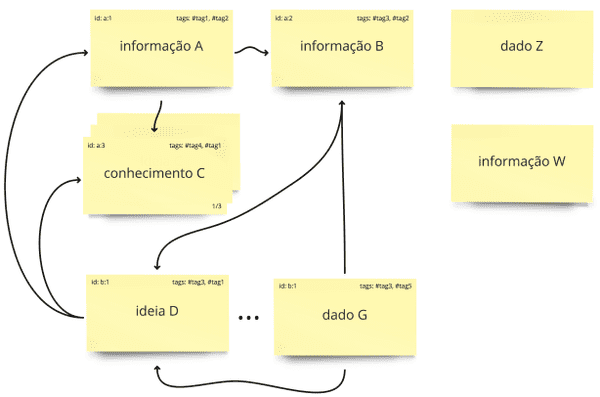 id: a:1 tags: #tag1, #tag2
informação A
id: a:2 tags: #tag3, #tag2
informação B
dado Z
id: a:3 tags: #tag4, #tag1
conhecimento C
1/3
informação W
id: b:1 tags: #tag3, #tag1
ideia D
...
id: b:1 tags: #tag3, #tag5
dado G